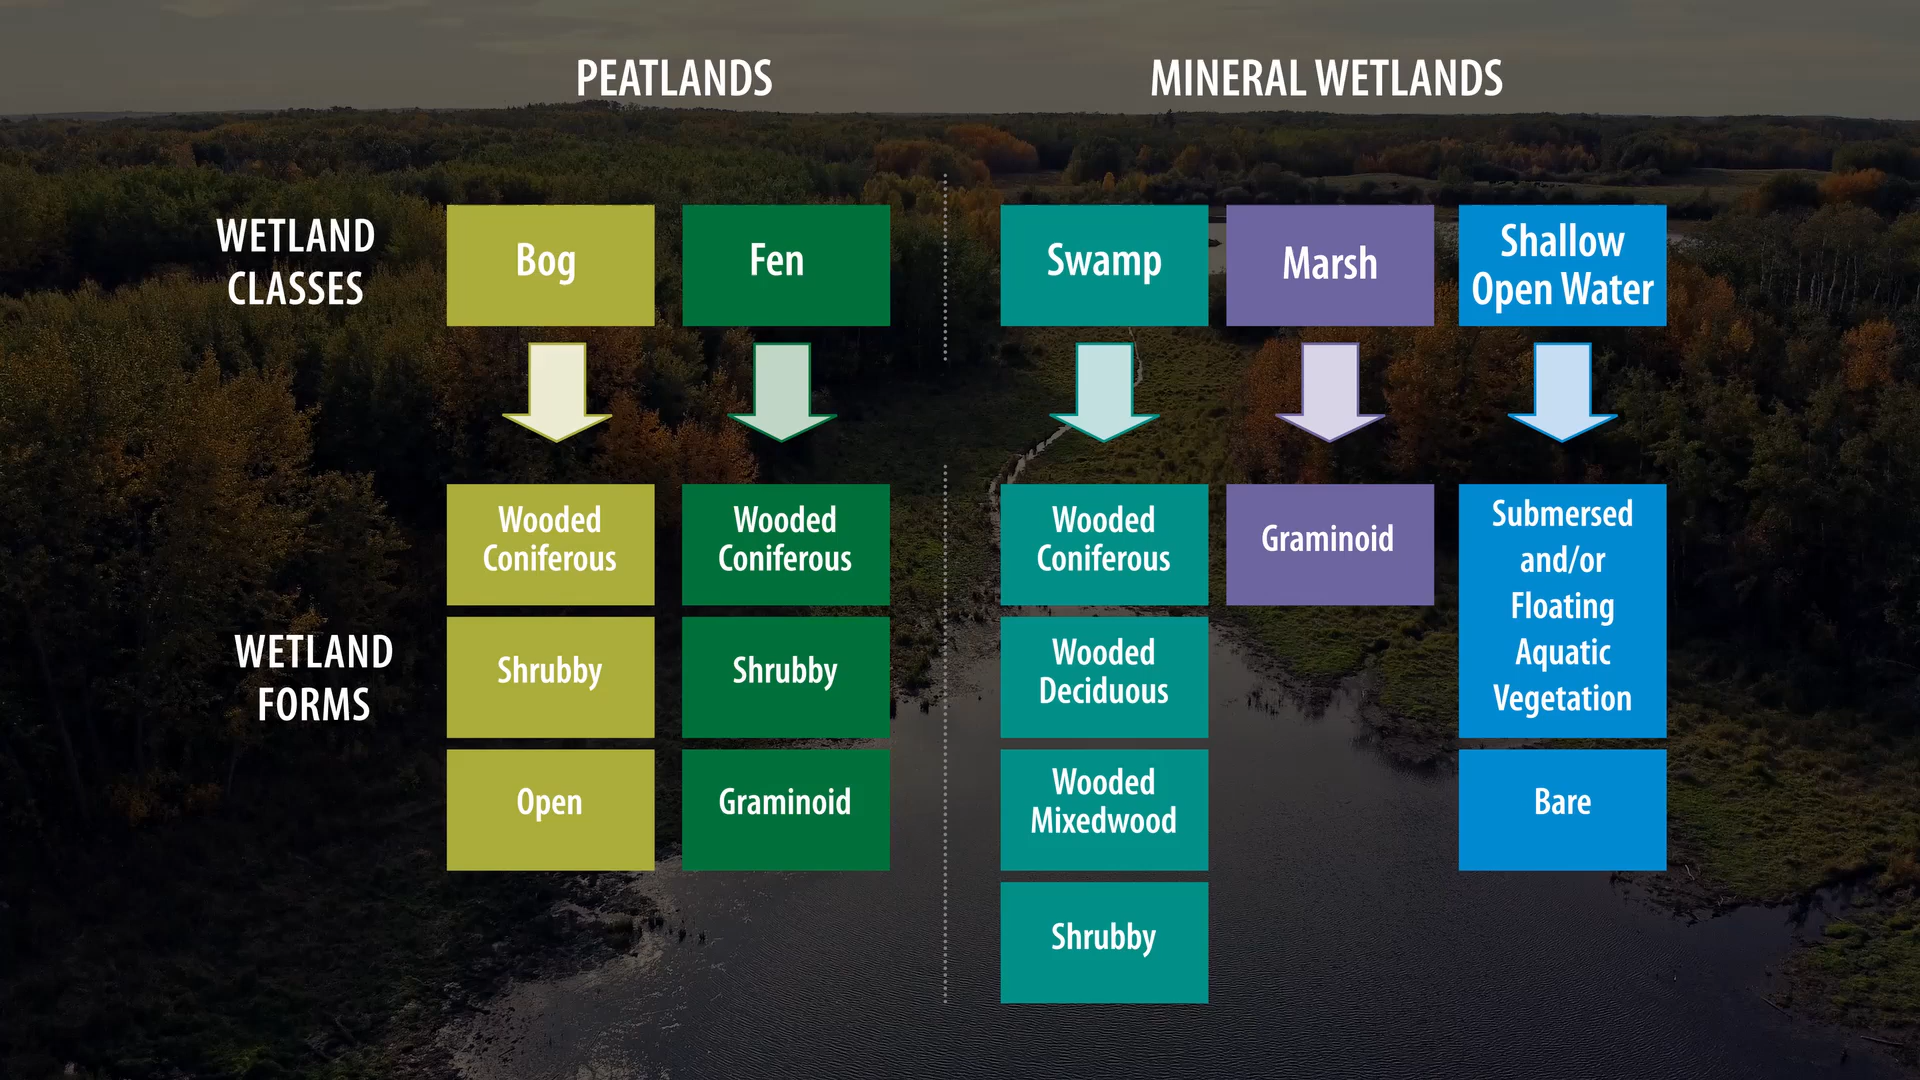 PEATLANDS
MINERAL WETLANDS
WETLAND
CLASSES
Bog
Fen
Swamp
Marsh
Shallow
Open Water
WETLAND
FORMS
Wooded
Coniferous
Shrubby
Open
Wooded
Coniferous
Shrubby
Graminoid
Wooded
Coniferous
Wooded
Deciduous
Wooded
Mixedwood
Shrubby
Graminoid
Submersed
and/or
Floating
Aquatic
Vegetation
Bare